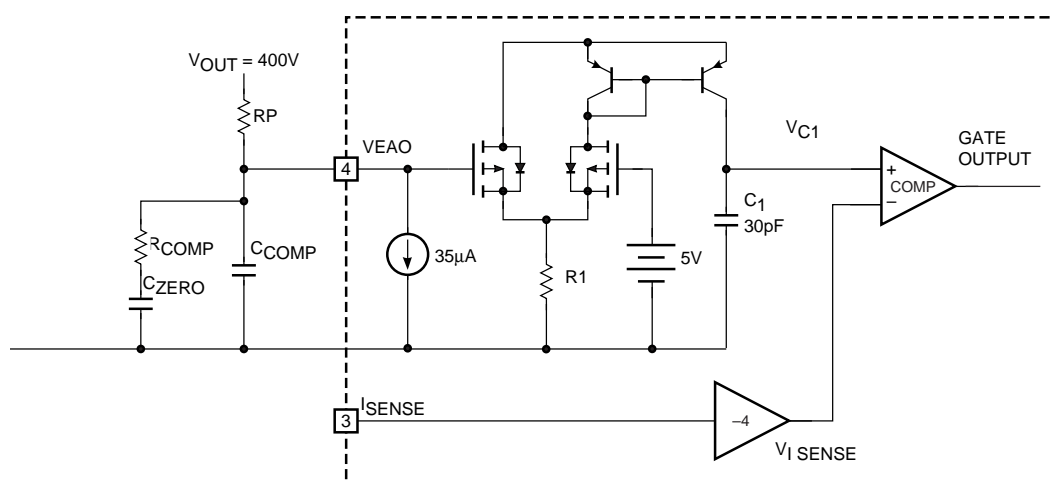 VOUT = 400V
RP
VEAO
4
VC1
GATE
OUTPUT
+
COMP
–
C1
30pF
RCOMP
CCOMP
CZERO
35µA
R1
5V
ISENSE
3
–4
VI SENSE